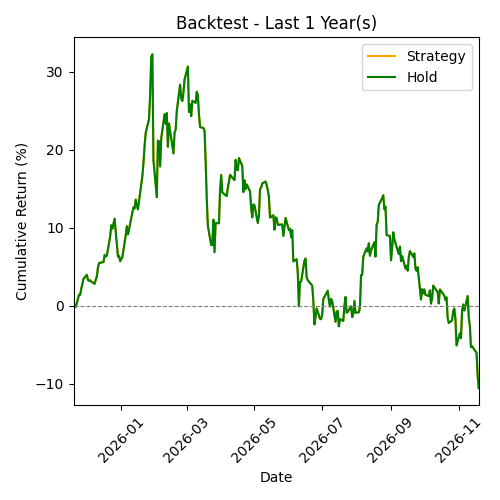 Backtest - Last 1 Year(s)
Strategy
Hold
Cumulative Return (%)
30
20
10
0
−10
2026-01
2026-03
2026-05
2026-07
2026-09
2026-11
Date